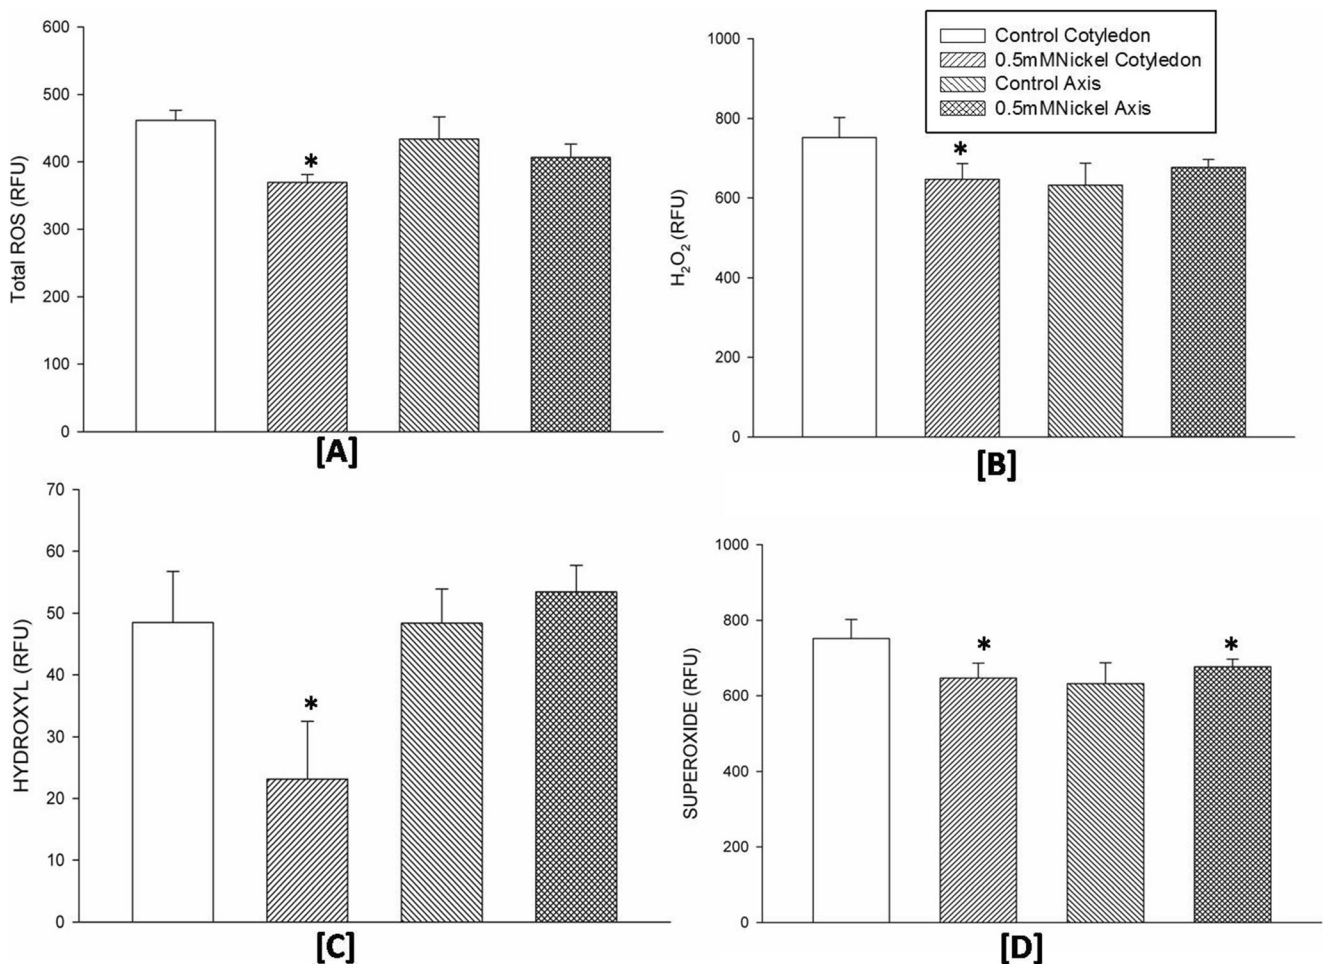 600
500
400
300
200
100
0
Total ROS (RFU)
*
[A]
Control Cotyledon
0.5mMNickel Cotyledon
Control Axis
0.5mMNickel Axis
1000
800
600
400
200
0
H₂O₂ (RFU)
*
[B]
70
60
50
40
30
20
10
0
HYDROXYL (RFU)
*
[C]
1000
800
600
400
200
0
SUPEROXIDE (RFU)
* *
[D]